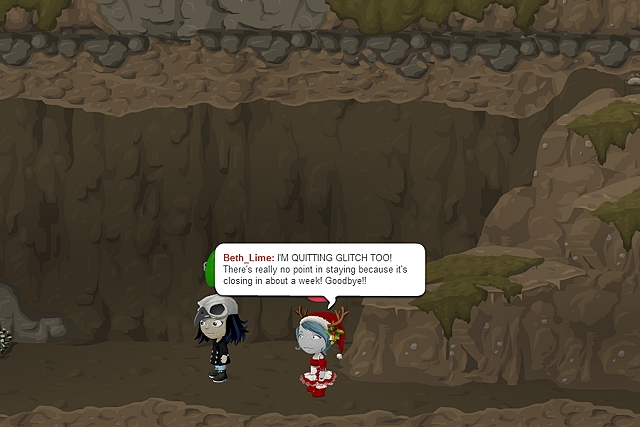 Beth_Lime: I'M QUITTING GLITCH TOO!
There's really no point in staying because it's
closing in about a week! Goodbye!!